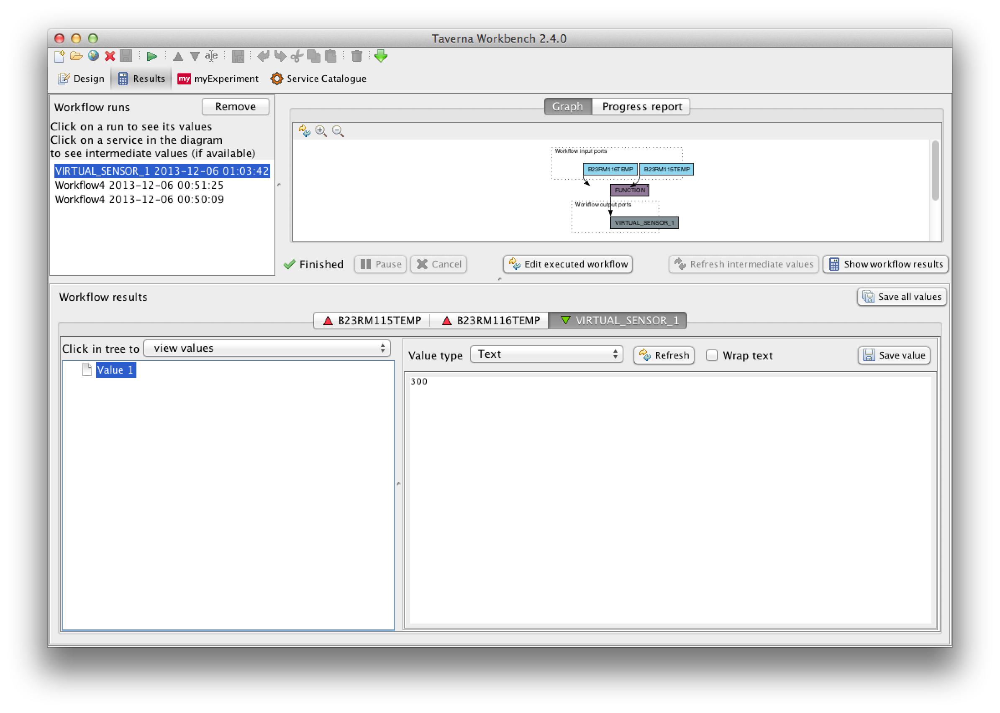 Taverna Workbench 2.4.0
a e
Design Results my myExperiment Service Catalogue
Workflow runs Remove
Click on a run to see its values
Click on a service in the diagram
to see intermediate values (if available)
VIRTUAL_SENSOR_1 2013-12-06 01:03:42
Workflow4 2013-12-06 00:51:25
Workflow4 2013-12-06 00:50:09
Graph Progress report
Workflow input ports
B23RM116TEMP B23RM115TEMP
FUNCTION
Workflow output ports
VIRTUAL_SENSOR_1
Finished Pause Cancel Edit executed workflow Refresh intermediate values Show workflow results
Workflow results Save all values
B23RM115TEMP B23RM116TEMP VIRTUAL_SENSOR_1
Click in tree to view values
Value 1
Value type Text Refresh Wrap text Save value
300